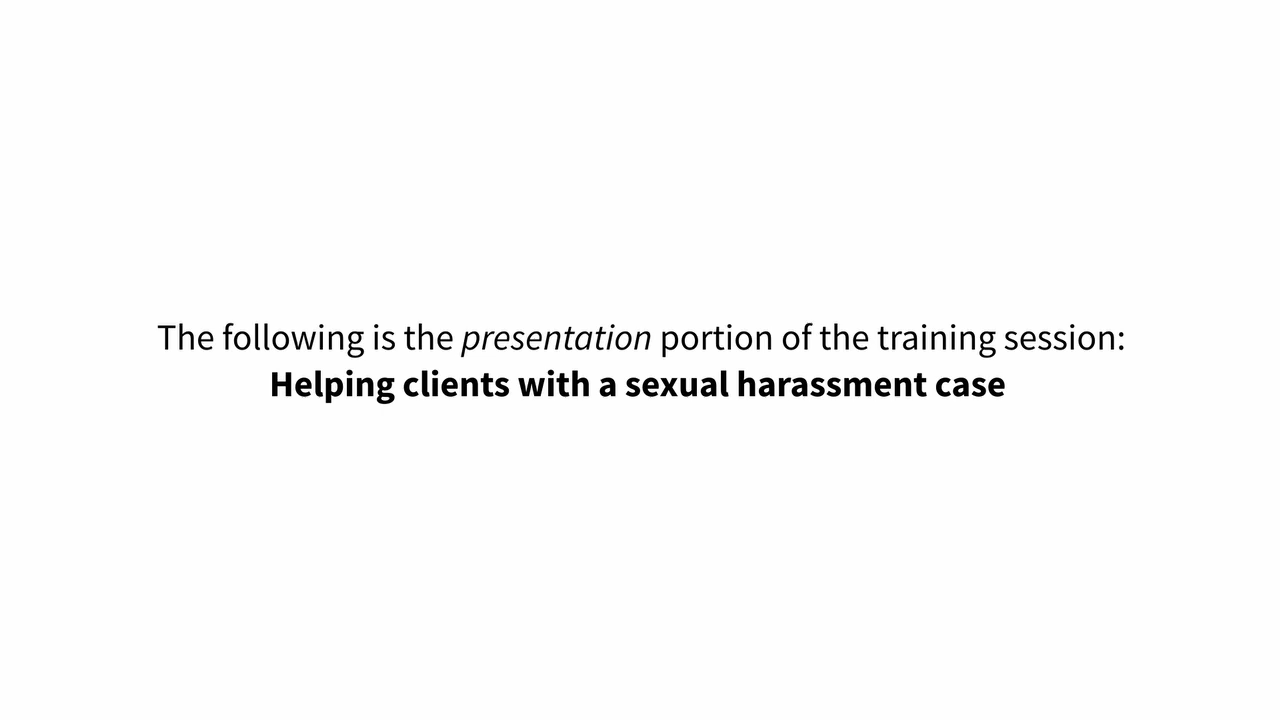 The following is the presentation portion of the training session:
Helping clients with a sexual harassment case